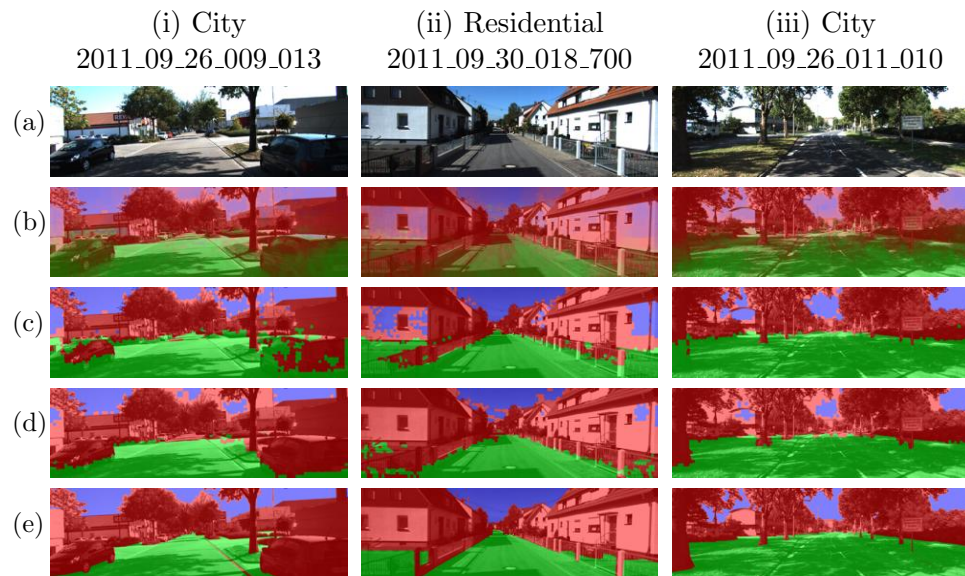 (i) City
2011_09_26_009_013
(ii) Residential
2011_09_30_018_700
(iii) City
2011_09_26_011_010
(a)
(b)
(c)
(d)
(e)